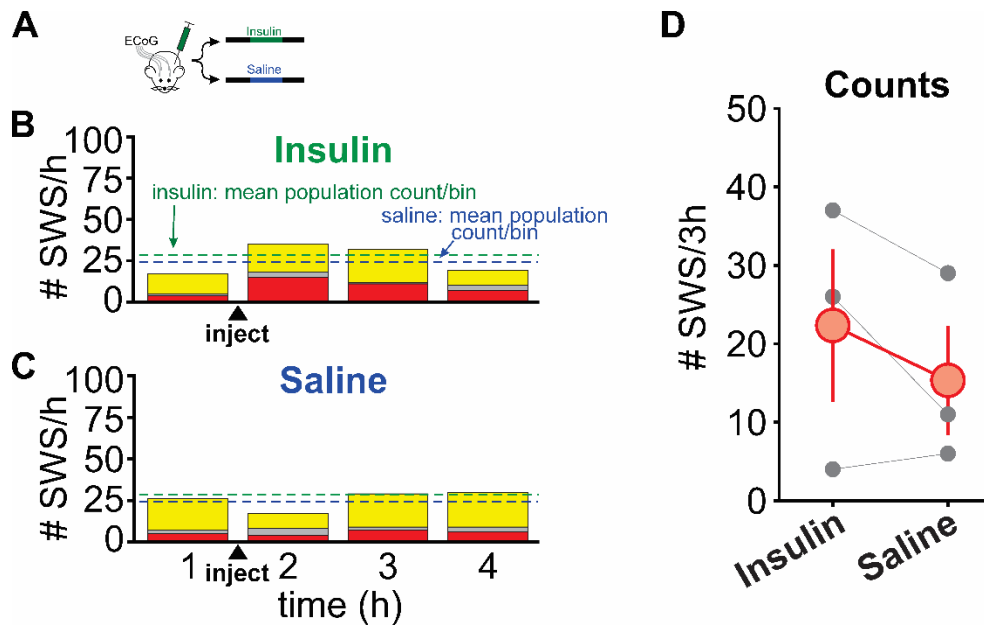 A
ECoG
Insulin
Saline
B
Insulin
# SWS/h
100
75
50
25
0
insulin: mean population count/bin
saline: mean population
count/bin
inject
C
Saline
# SWS/h
100
75
50
25
0
1
inject
2
3
4
time (h)
D
Counts
# SWS/3h
50
40
30
20
10
0
Insulin
Saline